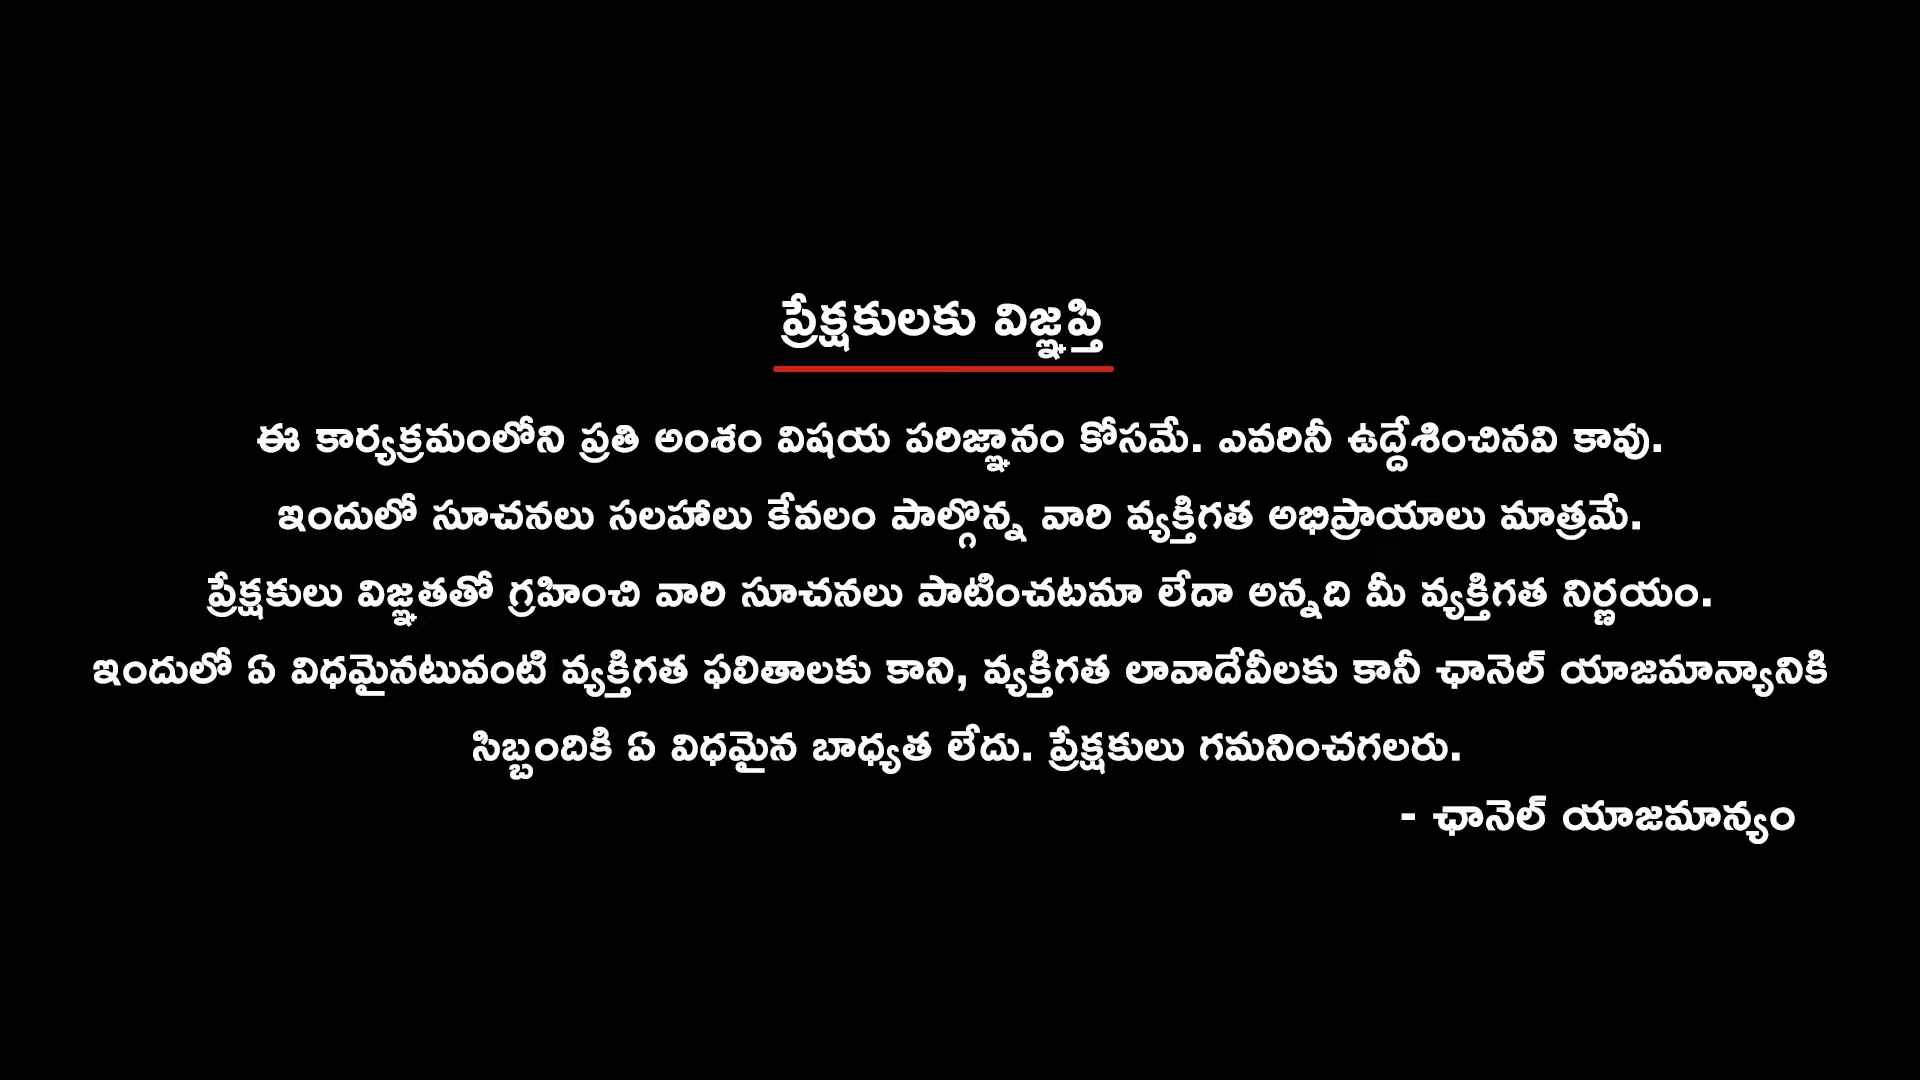 ప్రేక్షకులకు విజ్ఞప్తి
ఈ కార్యక్రమంలోని ప్రతి అంశం విషయ పరిజ్ఞానం కోసమే. ఎవరినీ ఉద్దేశించినవి కావు.
ఇందులో సూచనలు సలహాలు కేవలం పాల్గొన్న వారి వ్యక్తిగత అభిప్రాయాలు మాత్రమే.
ప్రేక్షకులు విజ్ఞతతో గ్రహించి వారి సూచనలు పాటించటమా లేదా అన్నది మీ వ్యక్తిగత నిర్ణయం.
ఇందులో ఏ విధమైనటువంటి వ్యక్తిగత ఫలితాలకు కాని, వ్యక్తిగత లావాదేవీలకు కానీ ఛానెల్ యాజమాన్యానికి
సిబ్బందికి ఏ విధమైన బాధ్యత లేదు. ప్రేక్షకులు గమనించగలరు.
- ఛానెల్ యాజమాన్యం